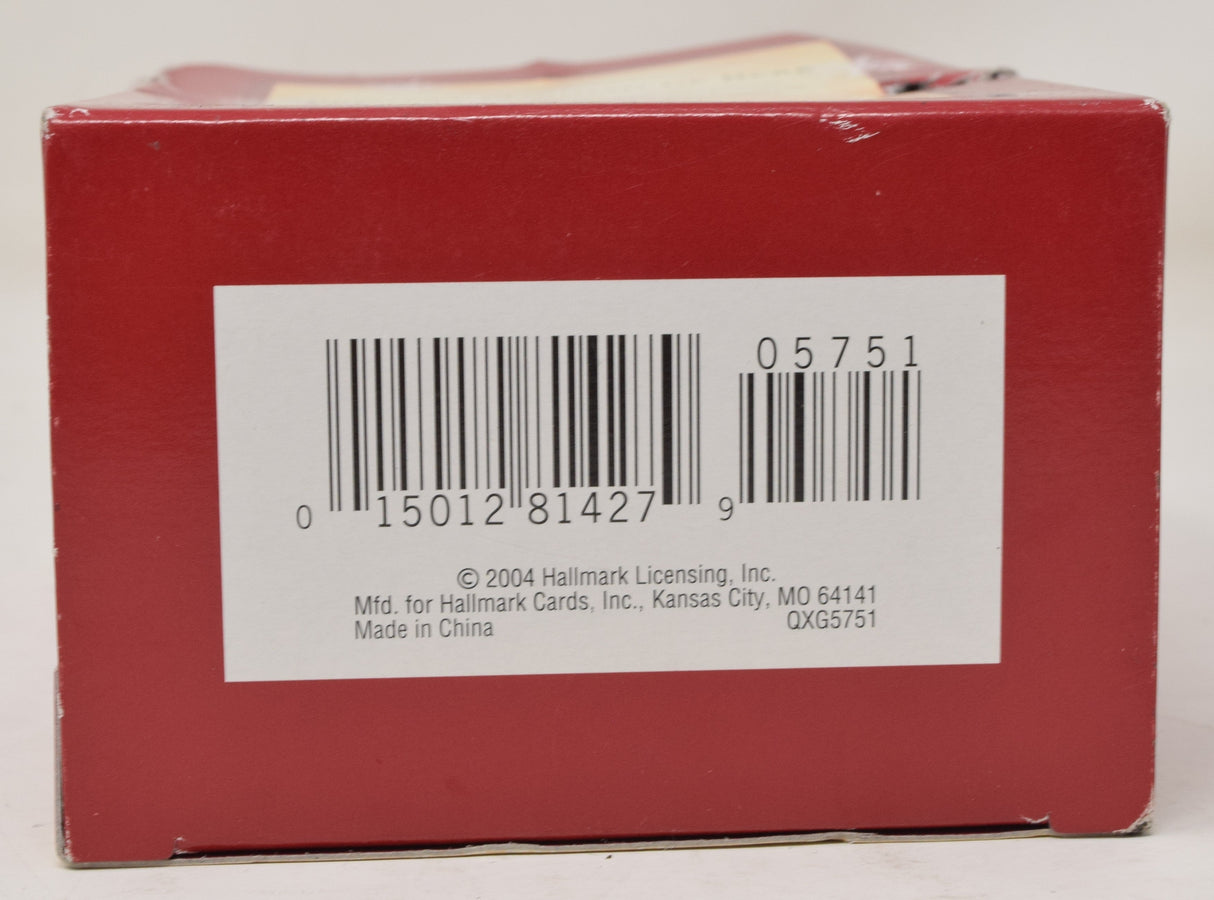 05751
0 15012 81427 9
© 2004 Hallmark Licensing, Inc.
Mfd. for Hallmark Cards, Inc., Kansas City, MO 64141
Made in China QXG5751